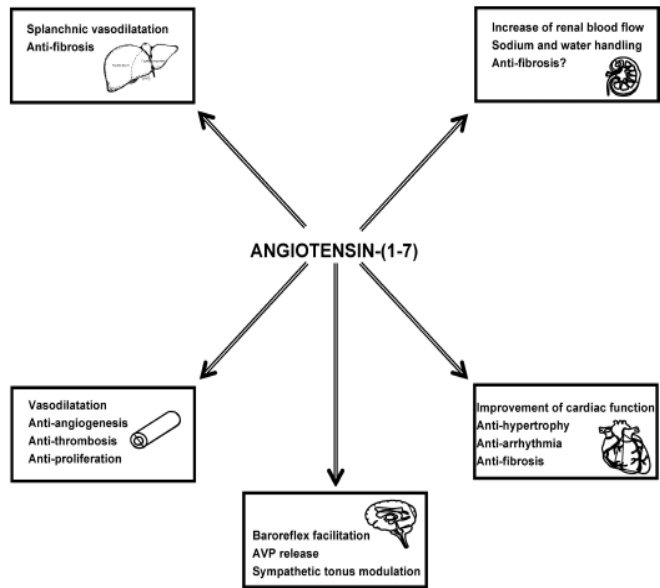 Splanchnic vasodilatation
Anti-fibrosis
Increase of renal blood flow
Sodium and water handling
Anti-fibrosis?
ANGIOTENSIN-(1-7)
Vasodilatation
Anti-angiogenesis
Anti-thrombosis
Anti-proliferation
Improvement of cardiac function
Anti-hypertrophy
Anti-arrhythmia
Anti-fibrosis
Baroreflex facilitation
AVP release
Sympathetic tonus modulation